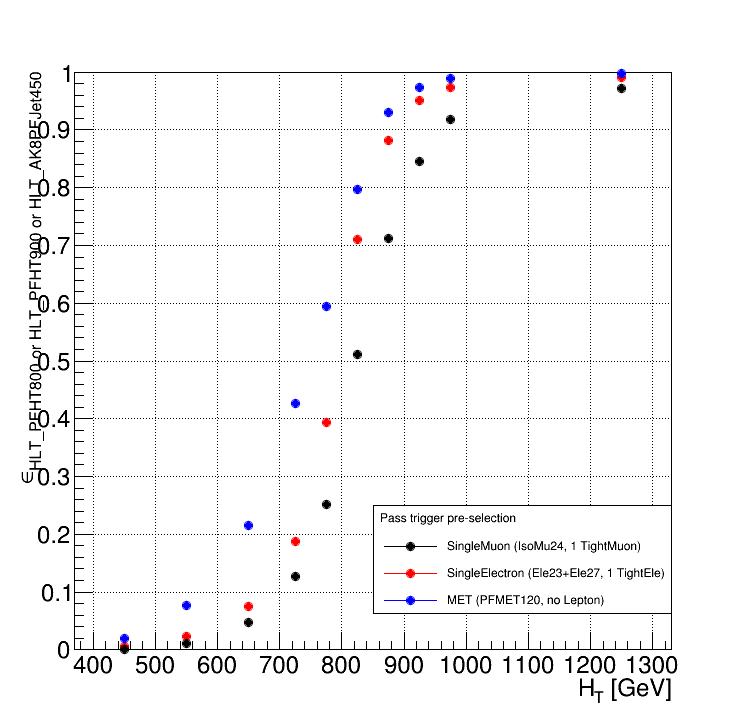 ϵ HLT_PFHT800 or HLT_PFHT900 or HLT_AK8PFJet450
1
0.9
0.8
0.7
0.6
0.5
0.4
0.3
0.2
0.1
0
Pass trigger pre-selection
SingleMuon (IsoMu24, 1 TightMuon)
SingleElectron (Ele23+Ele27, 1 TightEle)
MET (PFMET120, no Lepton)
400 500 600 700 800 900 1000 1100 1200 1300
H_T [GeV]